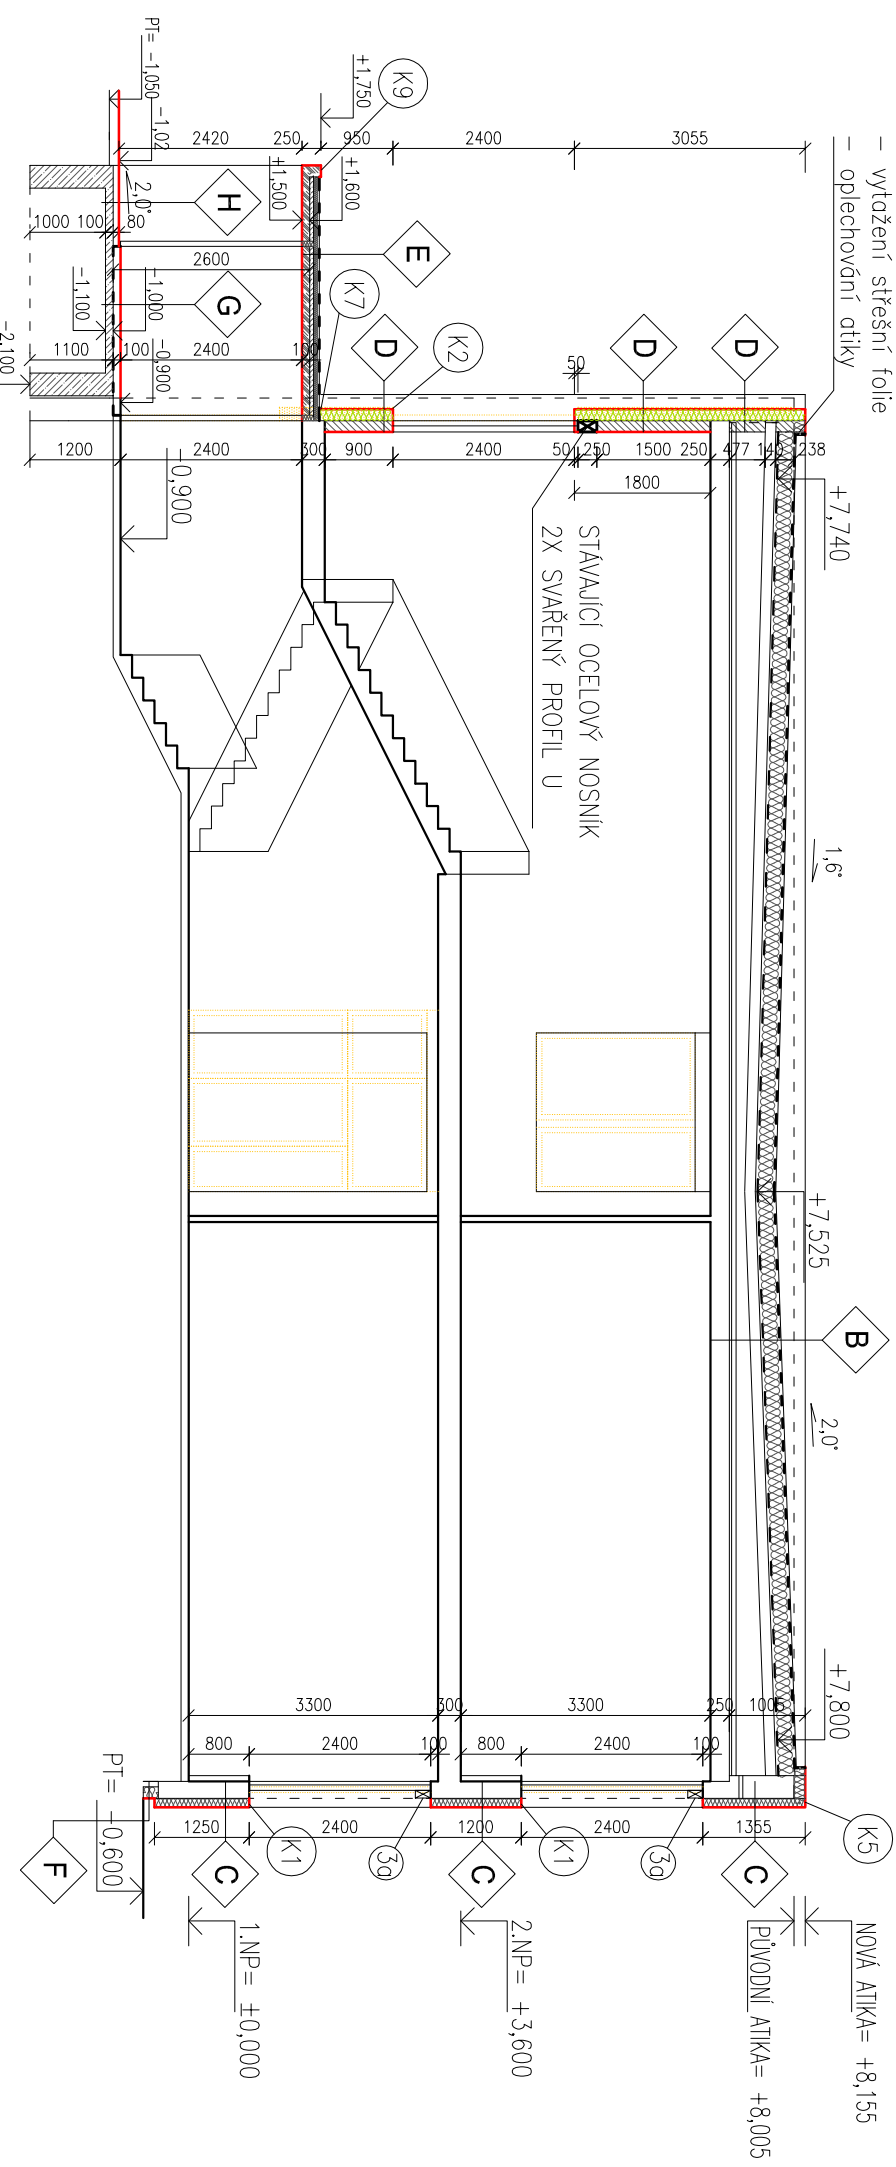 - vytažení střešní folie
- oplechování atiky
NOVÁ ATIKA= +8,155
PŮVODNÍ ATIKA= +8,005
+7,740
1,6°
+7,525
2,0°
+7,800
B
C
K5
3055
2400
950
250
2420
+1,750
K9
PT= -1,050
-1,02
2,0°
+1,500
+1,600
H
E
G
K7
K2
D
D
D
1000
100
80
2600
-1,100
-1,000
1100
100
2400
100
-0,900
-2,100
50
1200
2400
300
900
2400
50
250
1500
250
477
140
238
1800
-0,900
STÁVAJÍCÍ OCELOVÝ NOSNÍK
2X SVAŘENÝ PROFIL U
3300
300
3300
250
1005
800
2400
100
800
2400
100
1250
2400
1200
2400
1355
K1
3a
C
K1
3a
C
F
PT= -0,600
1.NP= ±0,000
2.NP= +3,600